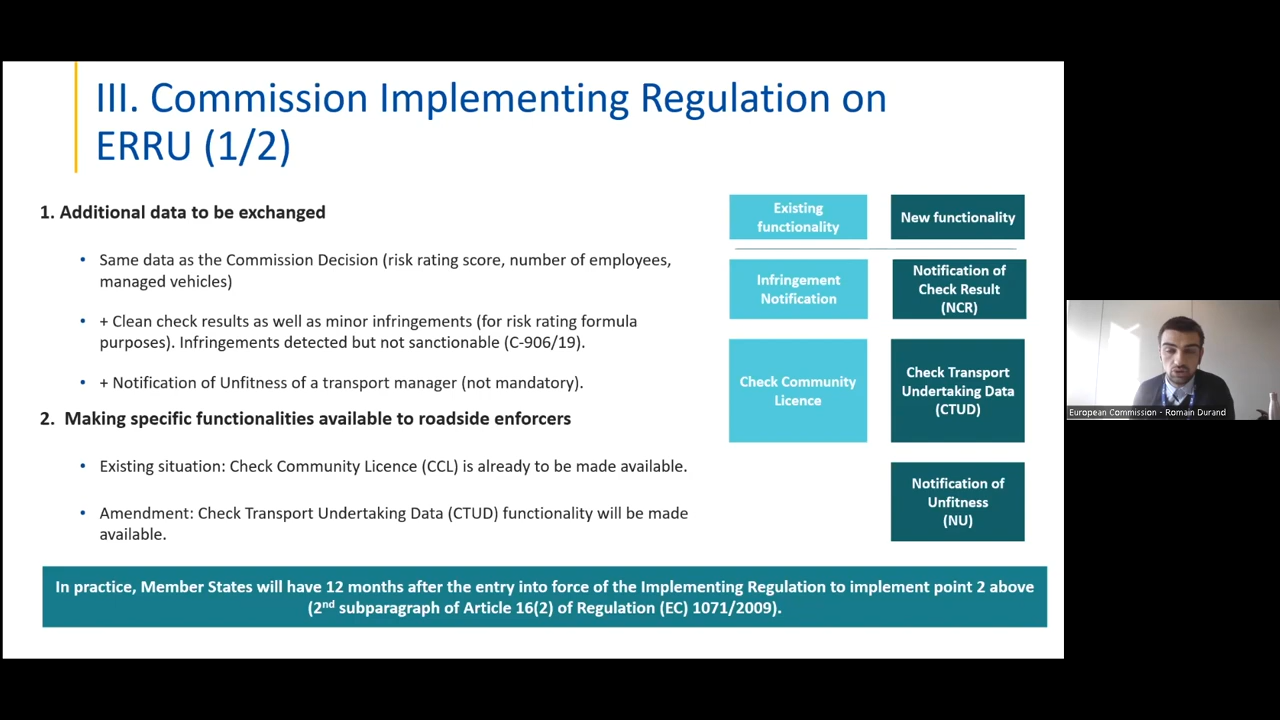 III. Commission Implementing Regulation on
ERRU (1/2)
1. Additional data to be exchanged
• Same data as the Commission Decision (risk rating score, number of employees,
managed vehicles)
• + Clean check results as well as minor infringements (for risk rating formula
purposes). Infringements detected but not sanctionable (C-906/19).
• + Notification of Unfitness of a transport manager (not mandatory).
2. Making specific functionalities available to roadside enforcers
• Existing situation: Check Community Licence (CCL) is already to be made available.
• Amendment: Check Transport Undertaking Data (CTUD) functionality will be made
available.
Existing
functionality
New functionality
Infringement
Notification
Notification of
Check Result
(NCR)
Check Community
Licence
Check Transport
Undertaking Data
(CTUD)
Notification of
Unfitness
(NU)
In practice, Member States will have 12 months after the entry into force of the Implementing Regulation to implement point 2 above
(2nd subparagraph of Article 16(2) of Regulation (EC) 1071/2009).
European Commission - Romain Durand